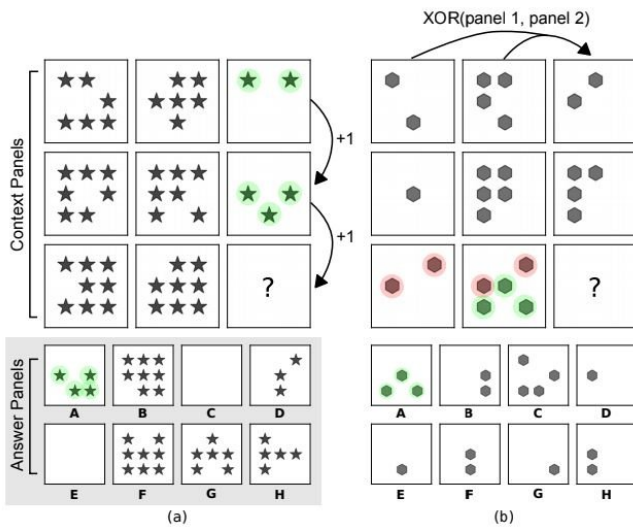 XOR(panel 1, panel 2)
Context Panels
+1
+1
?
?
Answer Panels
A B C D
E F G H
A B C D
E F G H
(a)
(b)